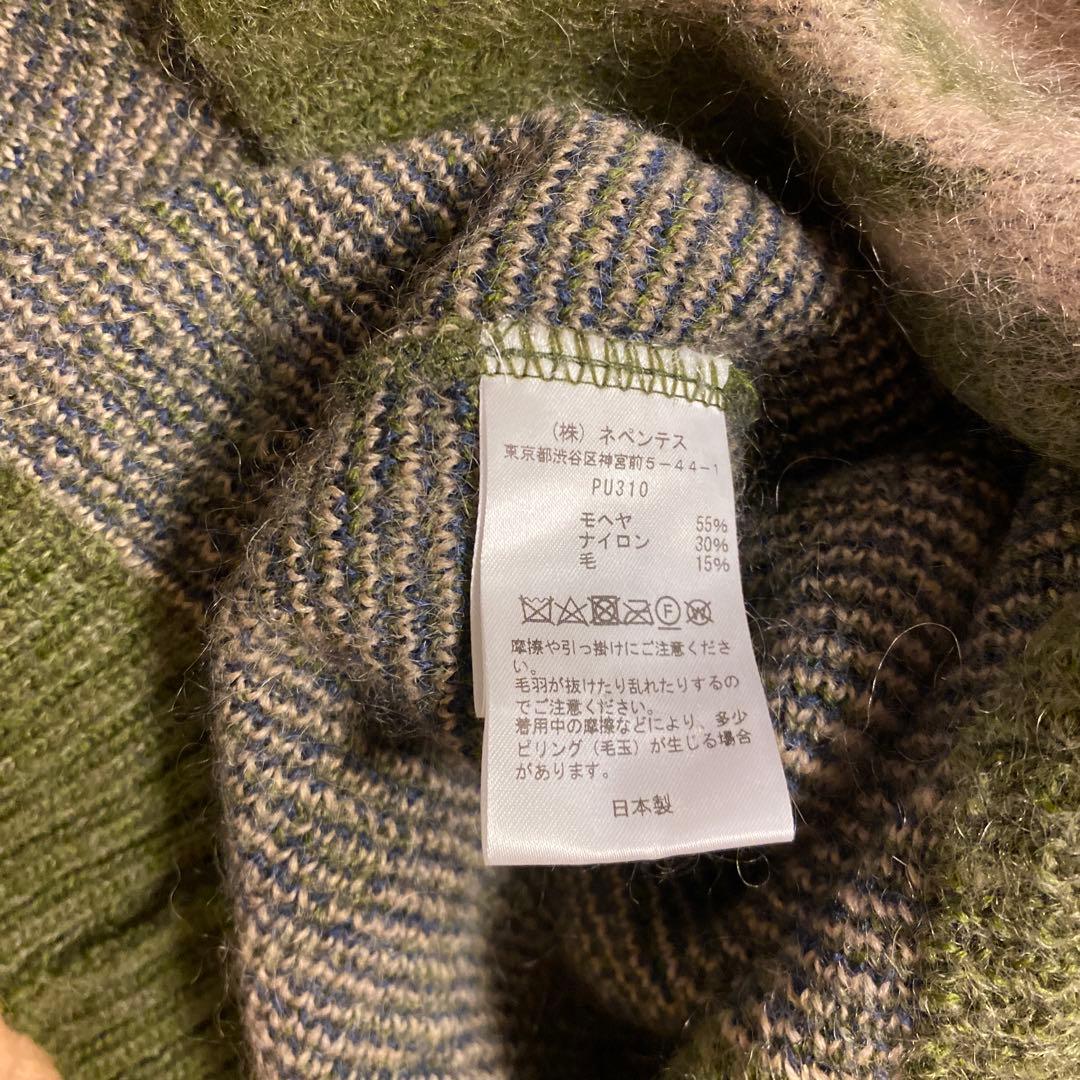 （株）ネペンテス
東京都渋谷区神宮前5－44－1
PU310
モヘヤ 55%
ナイロン 30%
毛 15%
F W
摩擦や引っ掛けにご注意くださ
い。
毛羽が抜けたり乱れたりするの
でご注意ください。
着用中の摩擦などにより、多少
ピリング（毛玉）が生じる場合
があります。
日本製